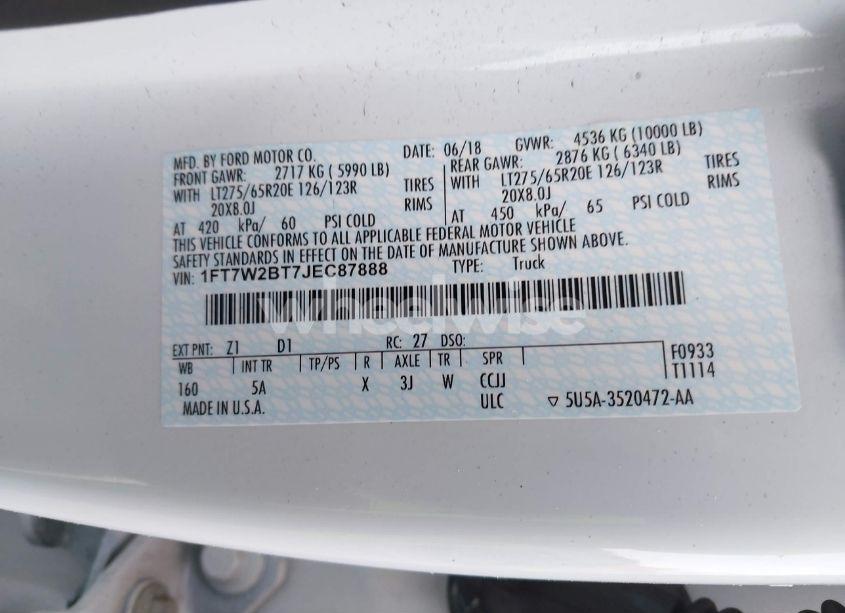 MFD. BY FORD MOTOR CO. DATE: 06/18 GVWR: 4536 KG (10000 LB)
FRONT GAWR: 2717 KG ( 5990 LB) REAR GAWR: 2876 KG ( 6340 LB)
WITH LT275/65R20E 126/123R TIRES WITH LT275/65R20E 126/123R TIRES
20X8.0J RIMS 20X8.0J RIMS
AT 420 kPa/ 60 PSI COLD AT 450 kPa/ 65 PSI COLD
THIS VEHICLE CONFORMS TO ALL APPLICABLE FEDERAL MOTOR VEHICLE
SAFETY STANDARDS IN EFFECT ON THE DATE OF MANUFACTURE SHOWN ABOVE.
VIN: 1FT7W2BT7JEC87888 TYPE: Truck
wheelwise
EXT PNT: Z1 D1 RC: 27 DSO:
WB INT TR TP/PS R AXLE TR SPR F0933
160 5A X 3J W CCJJ T1114
MADE IN U.S.A. ULC ▽ 5U5A-3520472-AA